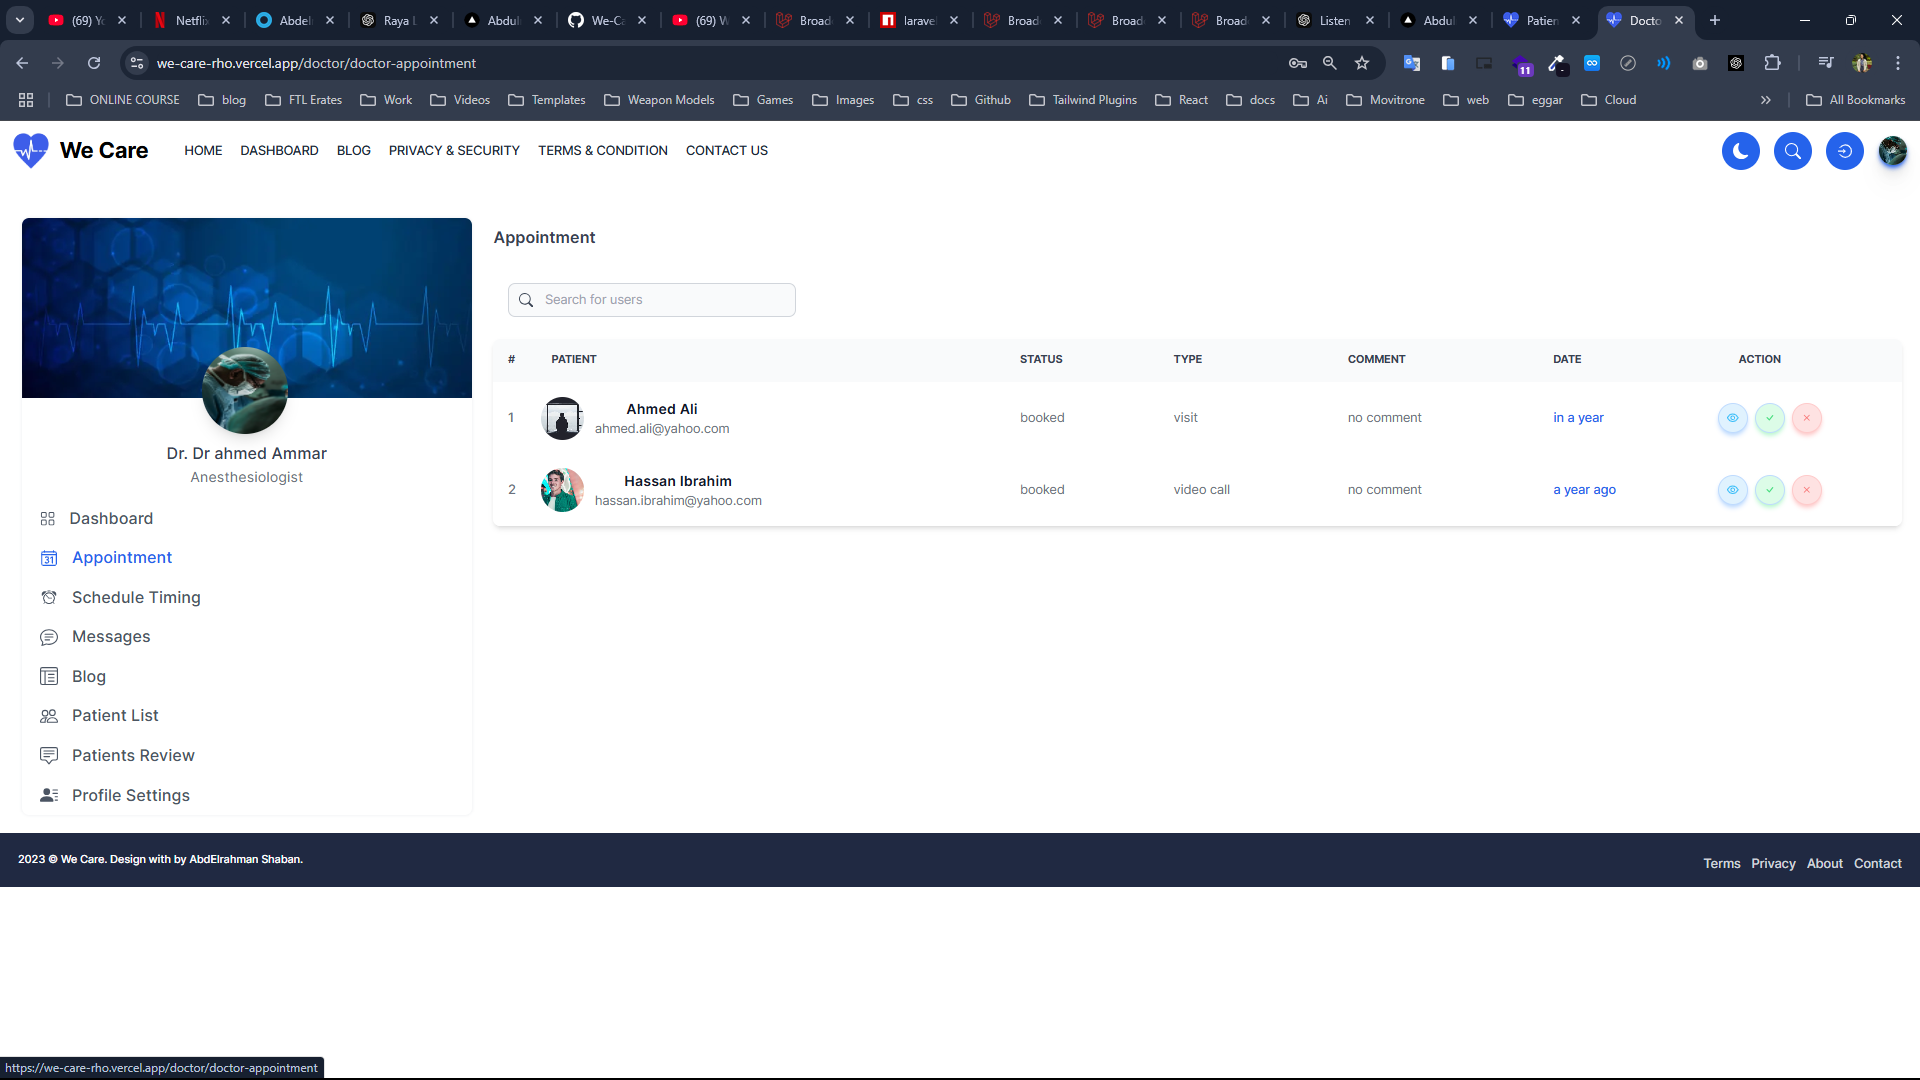 (69) Yo
Netflix
Abdel
Raya L
Abdul
We-Ca
(69) W
Broad
laravel
Broad
Broad
Broad
Listen
Abdul
Patien
Docto
we-care-rho.vercel.app/doctor/doctor-appointment
11
ONLINE COURSE
blog
FTL Erates
Work
Videos
Templates
Weapon Models
Games
Images
css
Github
Tailwind Plugins
React
docs
Ai
Movitrone
web
eggar
Cloud
All Bookmarks
We Care
HOME
DASHBOARD
BLOG
PRIVACY & SECURITY
TERMS & CONDITION
CONTACT US
Dr. Dr ahmed Ammar
Anesthesiologist
Dashboard
31
Appointment
Schedule Timing
Messages
Blog
Patient List
Patients Review
Profile Settings
Appointment
Search for users
# PATIENT STATUS TYPE COMMENT DATE ACTION
1 Ahmed Ali
ahmed.ali@yahoo.com
booked visit no comment in a year
2 Hassan Ibrahim
hassan.ibrahim@yahoo.com
booked video call no comment a year ago
2023 © We Care. Design with by AbdElrahman Shaban.
Terms Privacy About Contact
https://we-care-rho.vercel.app/doctor/doctor-appointment